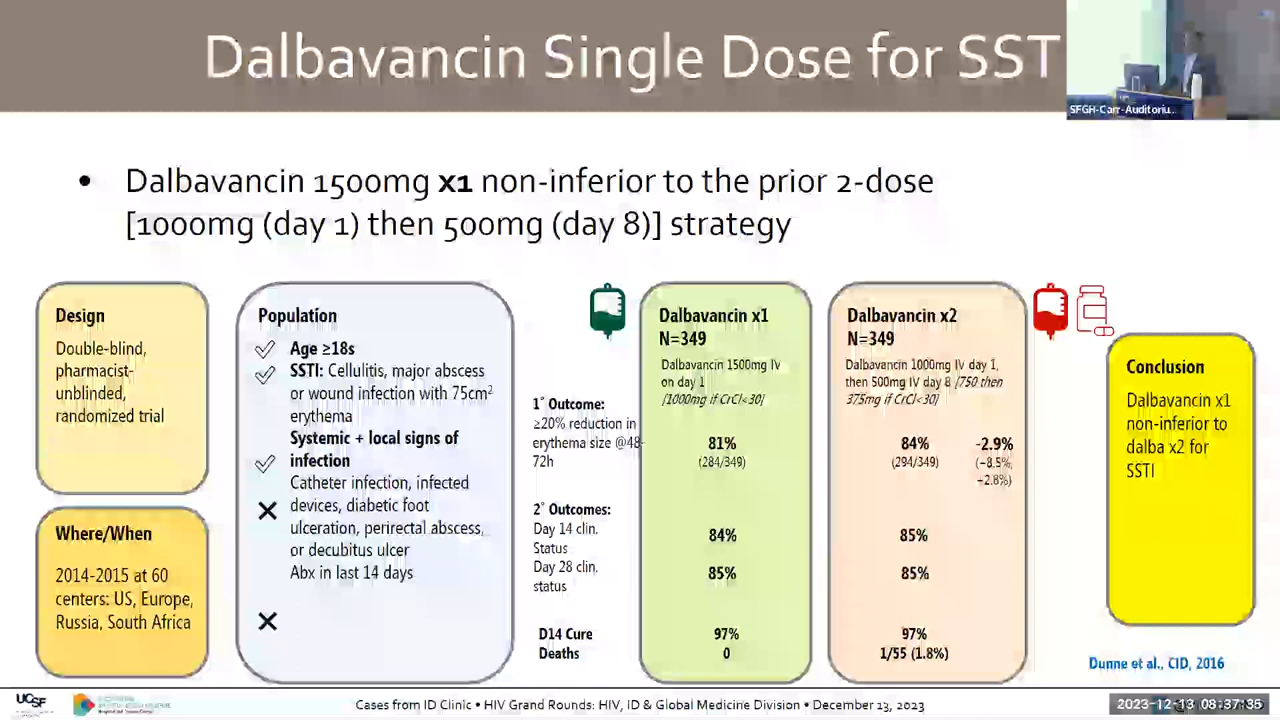 Dalbavancin Single Dose for SST
SFGH-Carr-Auditoriu...
• Dalbavancin 1500mg x1 non-inferior to the prior 2-dose
[1000mg (day 1) then 500mg (day 8)] strategy
Design
Double-blind,
pharmacist-
unblinded,
randomized trial
Where/When
2014-2015 at 60
centers: US, Europe,
Russia, South Africa
Population
Age ≥18s
SSTI: Cellulitis, major abscess
or wound infection with 75cm²
erythema
Systemic + local signs of
infection
Catheter infection, infected
devices, diabetic foot
ulceration, perirectal abscess,
or decubitus ulcer
Abx in last 14 days
1˚ Outcome:
≥20% reduction in
erythema size @48-
72h
2˚ Outcomes:
Day 14 clin.
Status
Day 28 clin.
status
D14 Cure
Deaths
Dalbavancin x1
N=349
Dalbavancin 1500mg IV
on day 1
[1000mg if CrCl<30]
81%
(284/349)
84%
85%
97%
0
Dalbavancin x2
N=349
Dalbavancin 1000mg IV day 1,
then 500mg IV day 8 [750 then
375mg if CrCl<30]
84%
(294/349)
-2.9%
(−8.5%,
−2.8%)
85%
85%
97%
1/55 (1.8%)
Conclusion
Dalbavancin x1
non-inferior to
dalba x2 for
SSTI
Dunne et al., CID, 2016
UCSF
Cases from ID Clinic • HIV Grand Rounds: HIV, ID & Global Medicine Division • December 13, 2023
2023-12-13 08:37:35